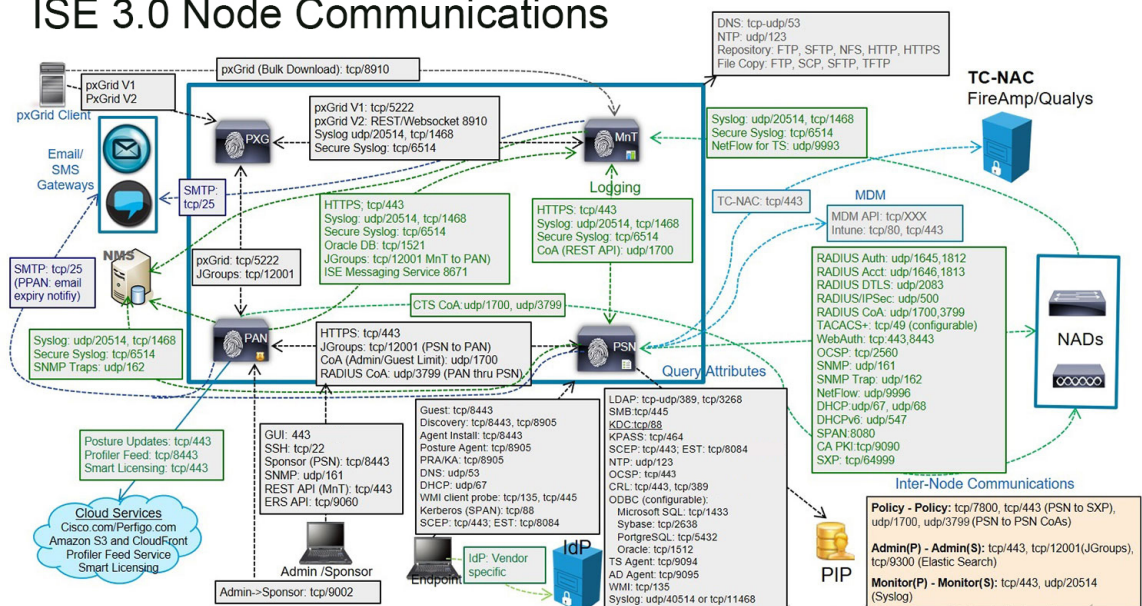 ISE 3.0 Node Communications
DNS: tcp-udp/53
NTP: udp/123
Repository: FTP, SFTP, NFS, HTTP, HTTPS
File Copy: FTP, SCP, SFTP, TFTP
pxGrid (Bulk Download): tcp/8910
pxGrid V1
PxGrid V2
pxGrid Client
pxGrid V1: tcp/5222
pxGrid V2: REST/Websocket 8910
Syslog udp/20514, tcp/1468
Secure Syslog: tcp/6514
PXG
MnT
Syslog: udp/20514, tcp/1468
Secure Syslog: tcp/6514
NetFlow for TS: udp/9993
TC-NAC
FireAmp/Qualys
Email/
SMS
Gateways
SMTP:
tcp/25
Logging
HTTPS; tcp/443
Syslog: udp/20514, tcp/1468
Secure Syslog: tcp/6514
Oracle DB: tcp/1521
JGroups: tcp/12001 MnT to PAN)
ISE Messaging Service 8671
HTTPS: tcp/443
Syslog: udp/20514, tcp/1468
Secure Syslog: tcp/6514
CoA (REST API): udp/1700
TC-NAC: tcp/443
MDM
MDM API: tcp/XXX
Intune: tcp/80, tcp/443
NMS
SMTP: tcp/25
(PPAN: email
expiry notifiy)
pxGrid: tcp/5222
JGroups: tcp/12001
CTS CoA:udp/1700, udp/3799
RADIUS Auth: udp/1645,1812
RADIUS Acct: udp/1646,1813
RADIUS DTLS: udp/2083
RADIUS/IPSec: udp/500
RADIUS CoA: udp/1700,3799
TACACS+: tcp/49 (configurable)
WebAuth: tcp:443,8443
OCSP: tcp/2560
SNMP: udp/161
SNMP Trap: udp/162
NetFlow: udp/9996
DHCP:udp/67, udp/68
DHCPv6: udp/547
SPAN:8080
CA PKI:tcp/9090
SXP: tcp/64999
NADs
Syslog: udp/20514, tcp/1468
Secure Syslog: tcp/6514
SNMP Traps: udp/162
PAN
HTTPS: tcp/443
JGroups: tcp/12001 (PSN to PAN)
CoA (Admin/Guest Limit): udp/1700
RADIUS CoA: udp/3799 (PAN thru PSN)
PSN
Query Attributes
Posture Updates: tcp/443
Profiler Feed: tcp/8443
Smart Licensing: tcp/443
Cloud Services
Cisco.com/Perfigo.com
Amazon S3 and CloudFront
Profiler Feed Service
Smart Licensing
GUI: 443
SSH: tcp/22
Sponsor (PSN): tcp/8443
SNMP: udp/161
REST API (MnT): tcp/443
ERS API: tcp/9060
Admin /Sponsor
Admin->Sponsor: tcp/9002
Guest: tcp/8443
Discovery: tcp/8443, tcp/8905
Agent Install: tcp/8443
Posture Agent: tcp/8905
PRA/KA: tcp/8905
DNS: udp/53
DHCP: udp/67
WMI client probe: tcp/135, tcp/445
Kerberos (SPAN): tcp/88
SCEP: tcp/443; EST: tcp/8084
Endpoint
IdP: Vendor
specific
IdP
LDAP: tcp-udp/389, tcp/3268
SMB:tcp/445
KDC:tcp/88
KPASS: tcp/464
SCEP: tcp/443; EST: tcp/8084
NTP: udp/123
OCSP: tcp/443
CRL: tcp/443, tcp/389
ODBC (configurable):
Microsoft SQL: tcp/1433
Sybase: tcp/2638
PortgreSQL: tcp/5432
Oracle: tcp/1512
TS Agent: tcp/9094
AD Agent: tcp/9095
WMI: tcp/135
Syslog: udp/40514 or tcp/11468
PIP
Inter-Node Communications
Policy - Policy: tcp/7800, tcp/443 (PSN to SXP),
udp/1700, udp/3799 (PSN to PSN CoAs)
Admin(P) - Admin(S): tcp/443, tcp/12001(JGroups),
tcp/9300 (Elastic Search)
Monitor(P) - Monitor(S): tcp/443, udp/20514
(Syslog)